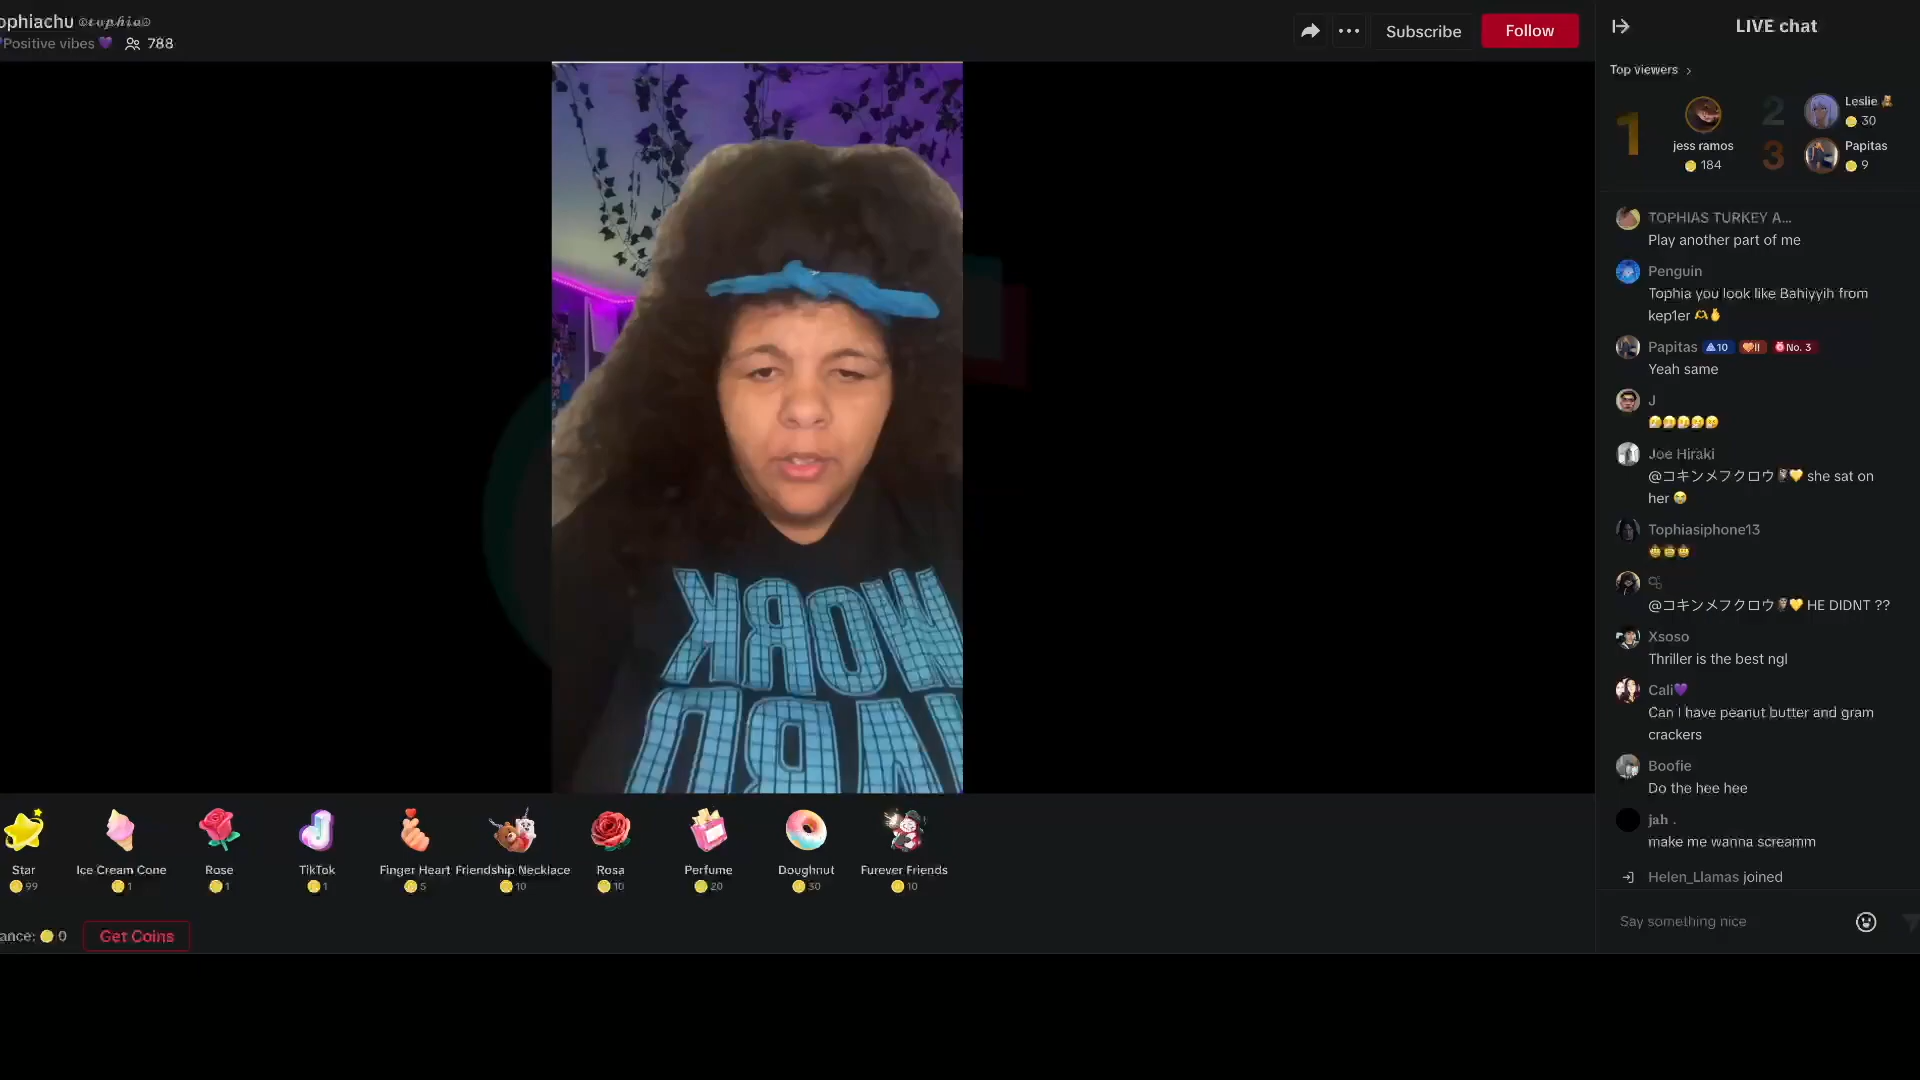 ophiachu @tophia
Positive vibes 💜 788
Subscribe
Follow
LIVE chat
Top viewers
1
jess ramos
184
2
Leslie 🧸
30
3
Papitas
9
TOPHIAS TURKEY A...
Play another part of me
Penguin
Tophia you look like Bahiyyih from
kep1er 🫶🫰
Papitas 10 II No. 3
Yeah same
J
Joe Hiraki
@コキンメフクロウ💛 she sat on
her 😭
Tophiasiphone13
@コキンメフクロウ💛 HE DIDNT ??
Xsoso
Thriller is the best ngl
Cali💜
Can I have peanut butter and gram
crackers
Boofie
Do the hee hee
jah .
make me wanna screamm
Helen_Llamas joined
Say something nice
WORK
HARD
Star
99
Ice Cream Cone
1
Rose
1
TikTok
1
Finger Heart
5
Friendship Necklace
10
Rosa
10
Perfume
20
Doughnut
30
Furever Friends
10
ance: 0
Get Coins